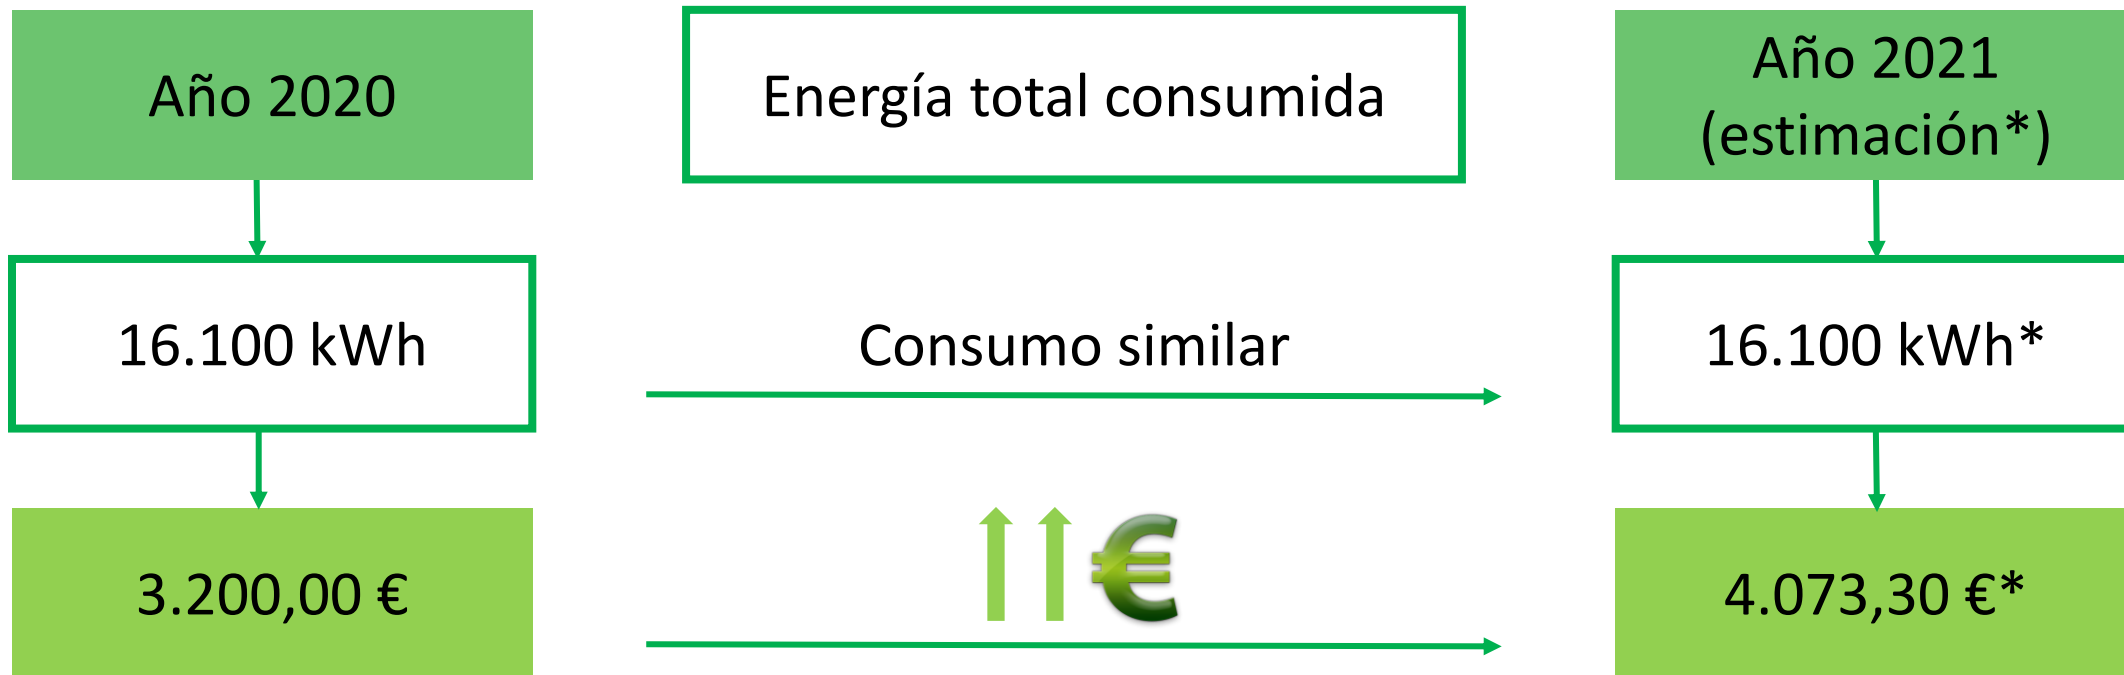 Año 2020
Energía total consumida
Año 2021
(estimación*)
16.100 kWh
Consumo similar
16.100 kWh*
3.200,00 €
€
4.073,30 €*